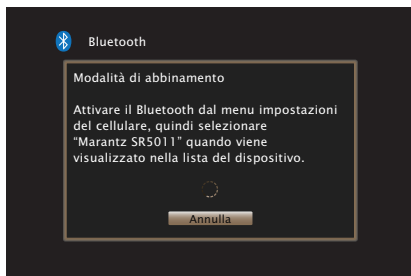 Bluetooth
Modalità di abbinamento
Attivare il Bluetooth dal menu impostazioni
del cellulare, quindi selezionare
“Marantz SR5011” quando viene
visualizzato nella lista del dispositivo.
Annulla